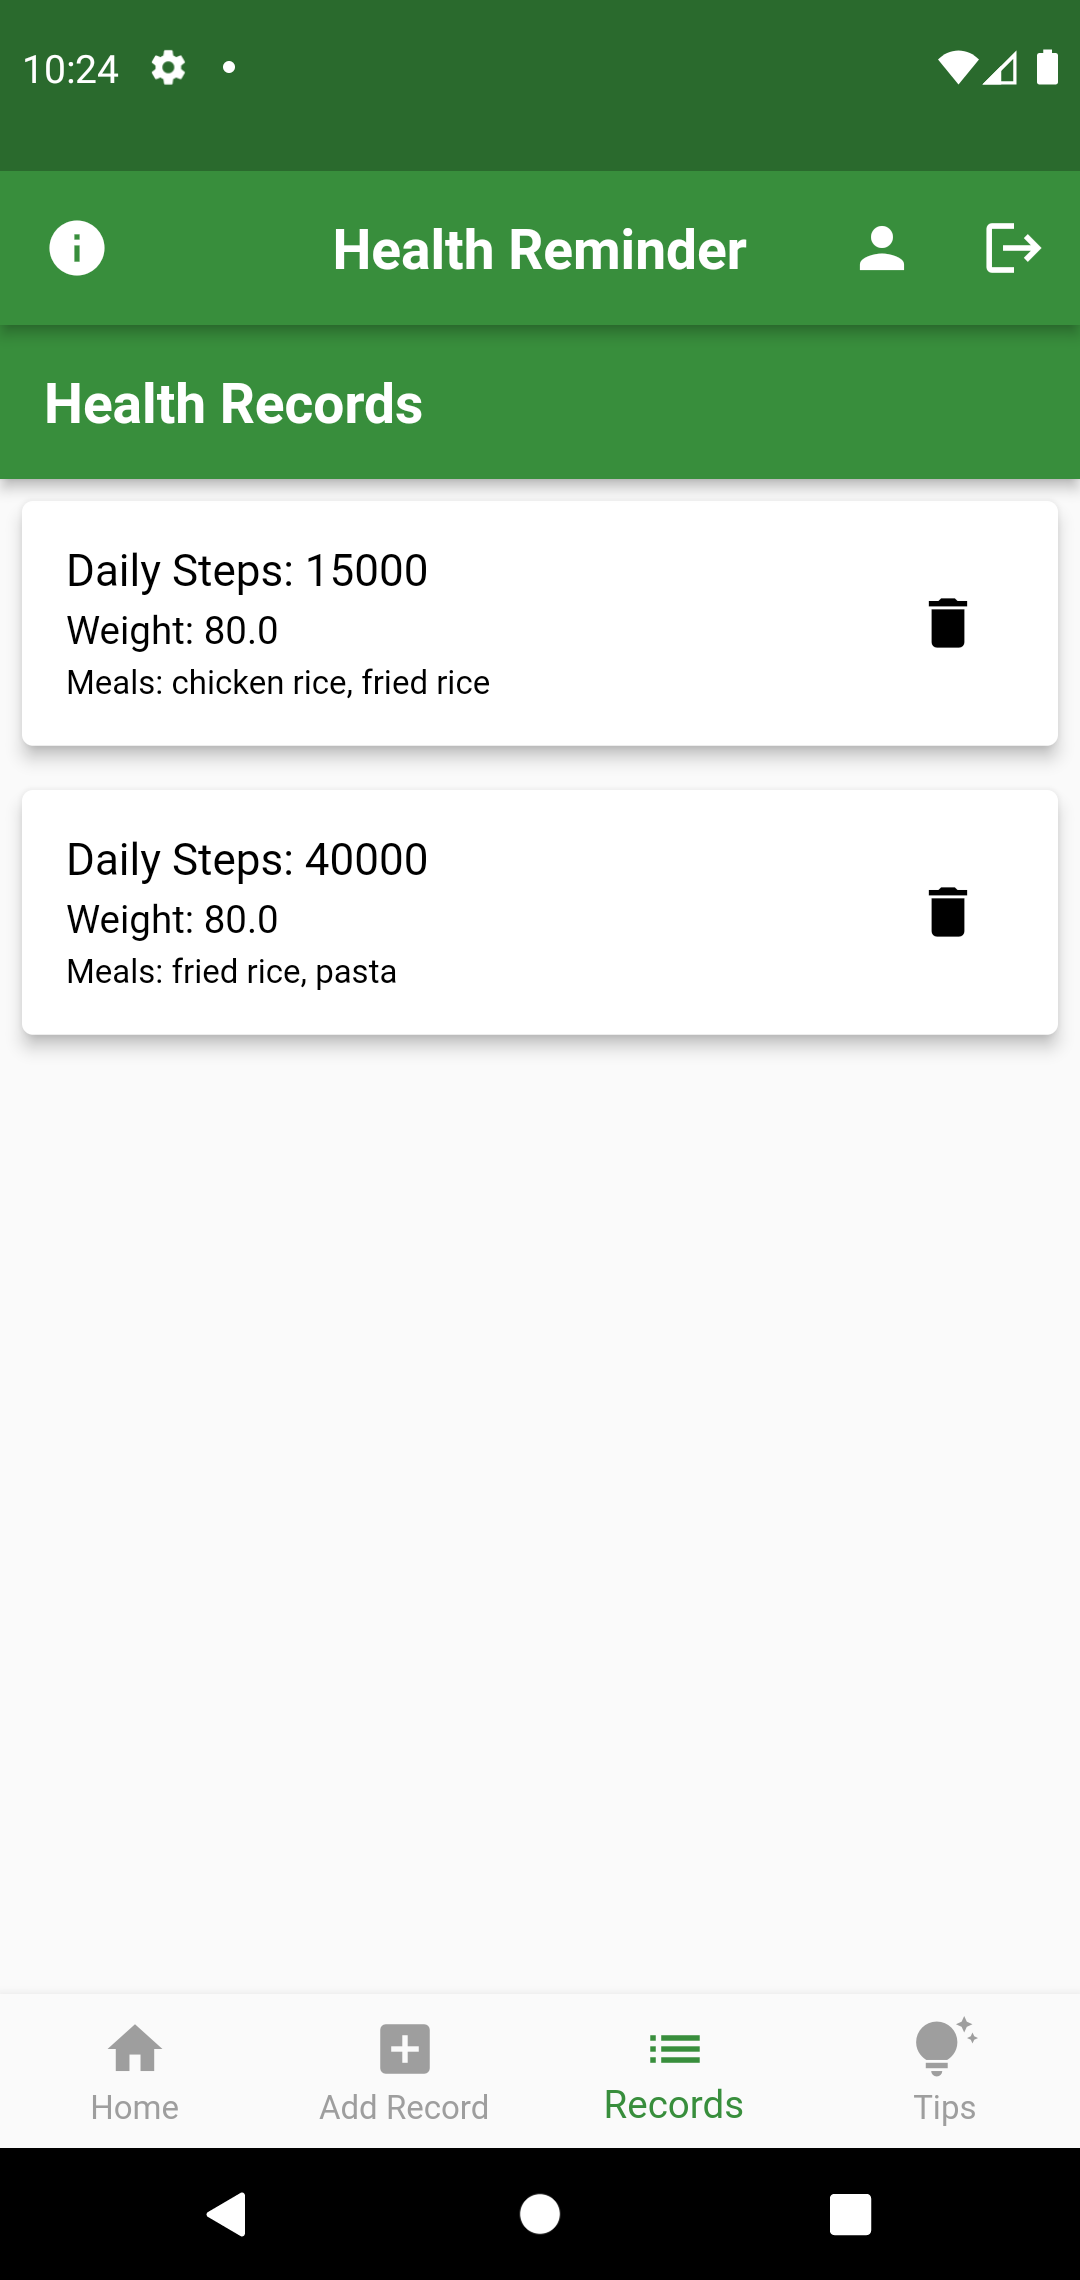 10:24
Health Reminder
Health Records
Daily Steps: 15000
Weight: 80.0
Meals: chicken rice, fried rice
Daily Steps: 40000
Weight: 80.0
Meals: fried rice, pasta
Home
Add Record
Records
Tips